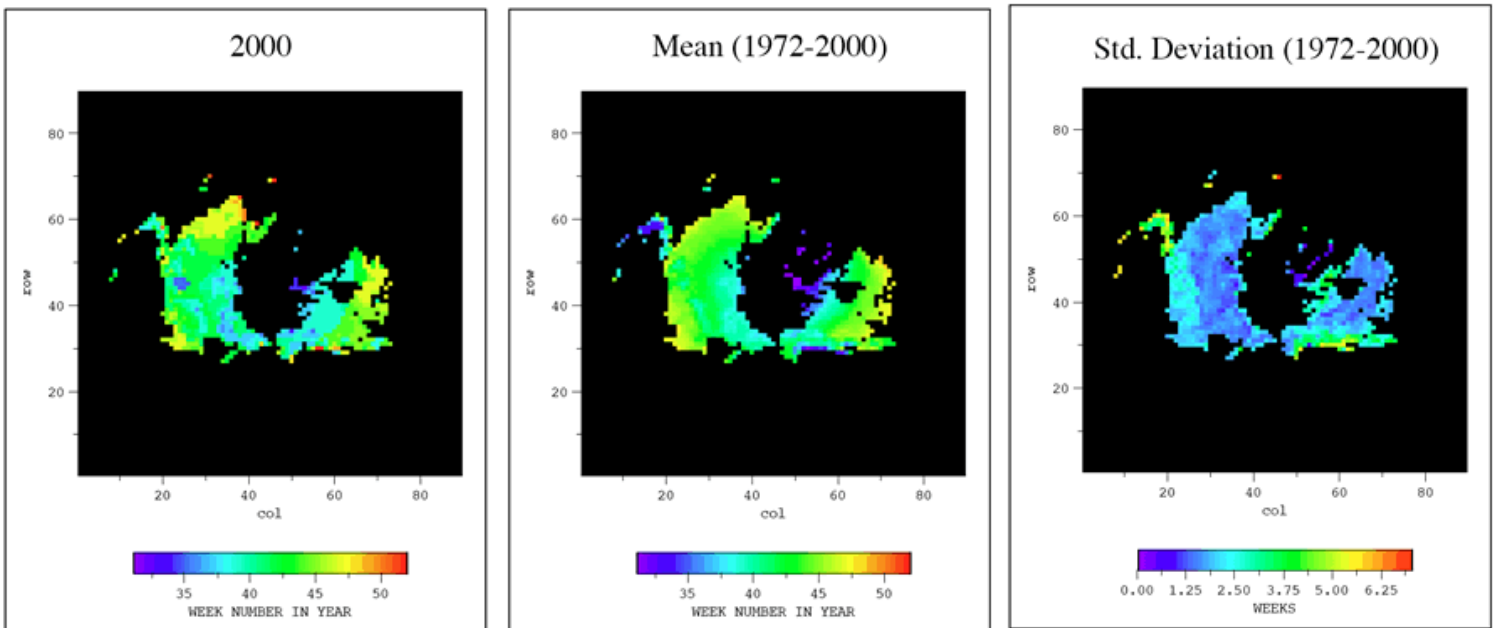 2000
80
60
40
20
row
20 40 60 80
col
35 40 45 50
WEEK NUMBER IN YEAR
Mean (1972-2000)
80
60
40
20
row
20 40 60 80
col
35 40 45 50
WEEK NUMBER IN YEAR
Std. Deviation (1972-2000)
80
60
40
20
row
20 40 60 80
col
0.00 1.25 2.50 3.75 5.00 6.25
WEEKS